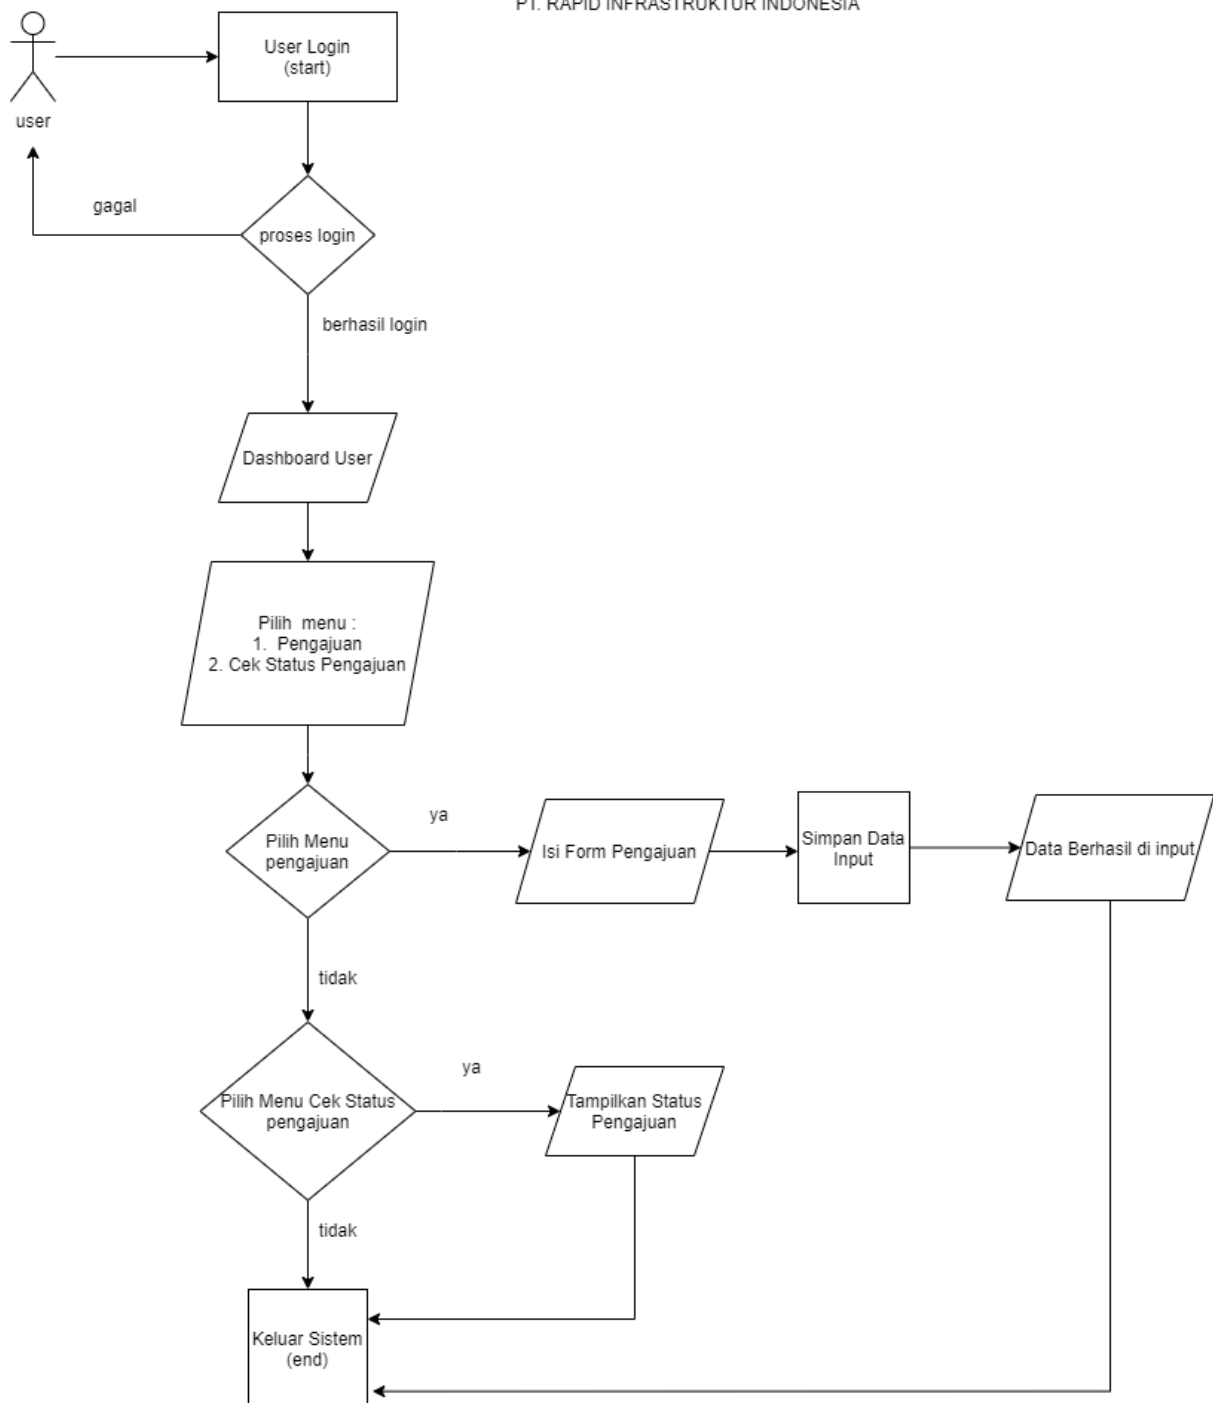 PT. RAPID INFRASTRUKTUR INDONESIA
User Login
(start)
user
gagal
proses login
berhasil login
Dashboard User
Pilih menu :
1. Pengajuan
2. Cek Status Pengajuan
Pilih Menu
pengajuan
ya
Isi Form Pengajuan
Simpan Data
Input
Data Berhasil di input
tidak
Pilih Menu Cek Status
pengajuan
ya
Tampilkan Status
Pengajuan
tidak
Keluar Sistem
(end)